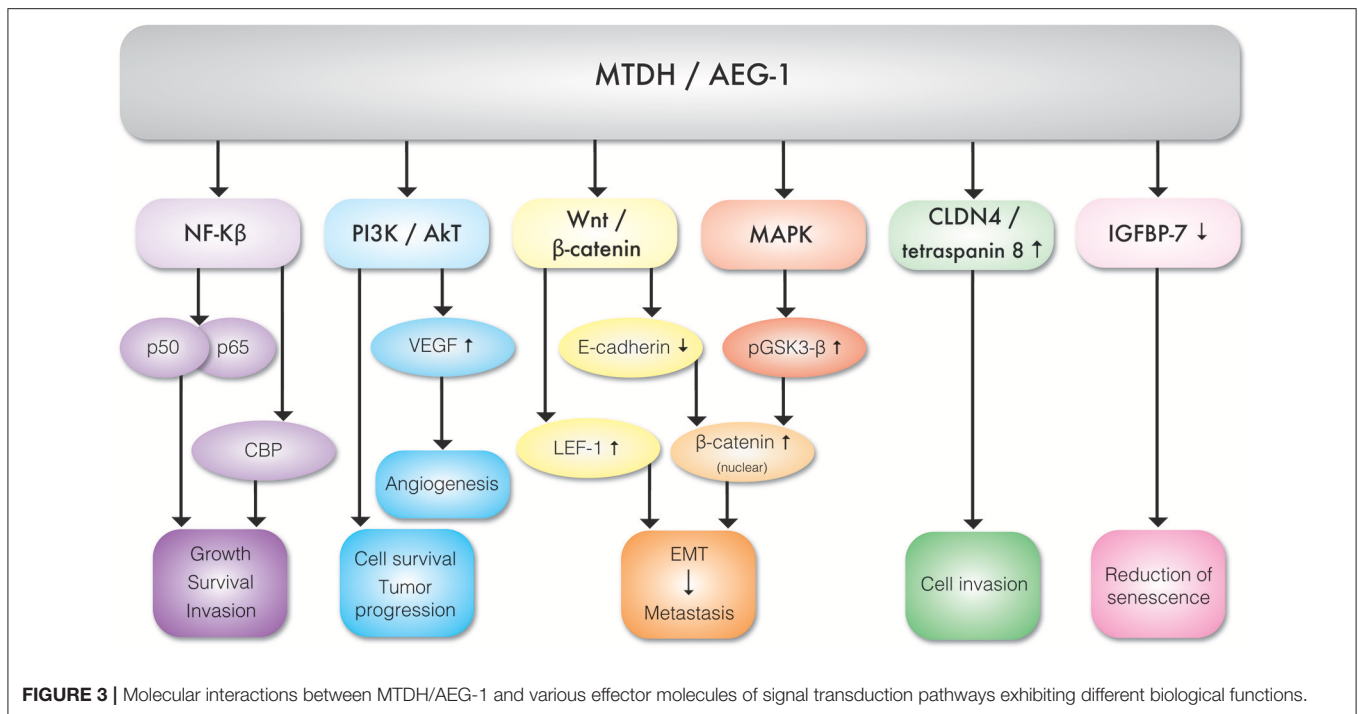 MTDH / AEG-1
NF-Kβ
PI3K / AkT
Wnt /
β-catenin
MAPK
CLDN4 /
tetraspanin 8 ↑
IGFBP-7 ↓
p50
p65
VEGF ↑
E-cadherin ↓
pGSK3-β ↑
CBP
LEF-1 ↑
β-catenin ↑
(nuclear)
Angiogenesis
Growth
Survival
Invasion
Cell survival
Tumor
progression
EMT
↓
Metastasis
Cell invasion
Reduction of
senescence
FIGURE 3 | Molecular interactions between MTDH/AEG-1 and various effector molecules of signal transduction pathways exhibiting different biological functions.